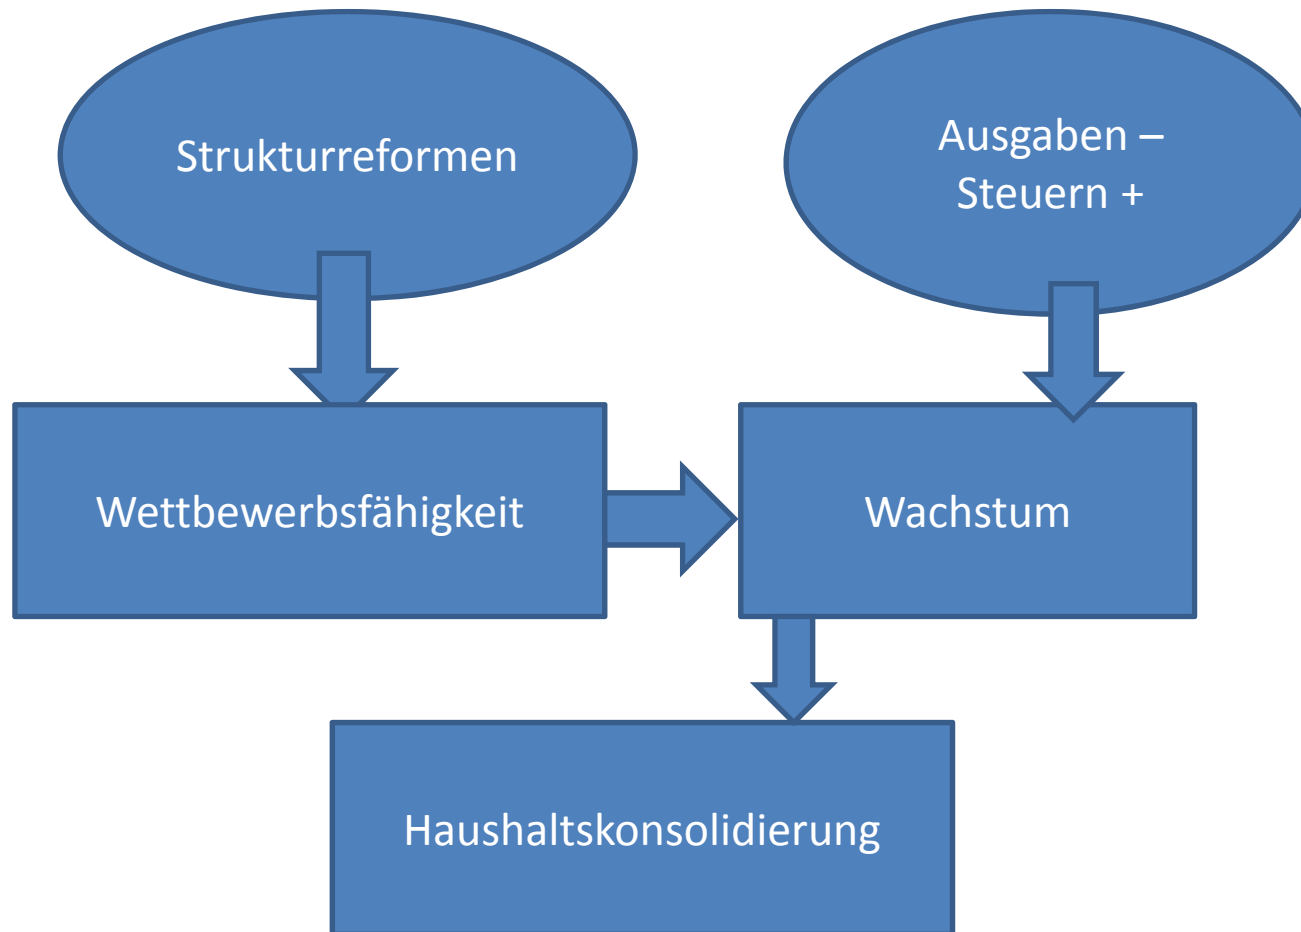 Strukturreformen
Ausgaben –
Steuern +
Wettbewerbsfähigkeit
Wachstum
Haushaltskonsolidierung